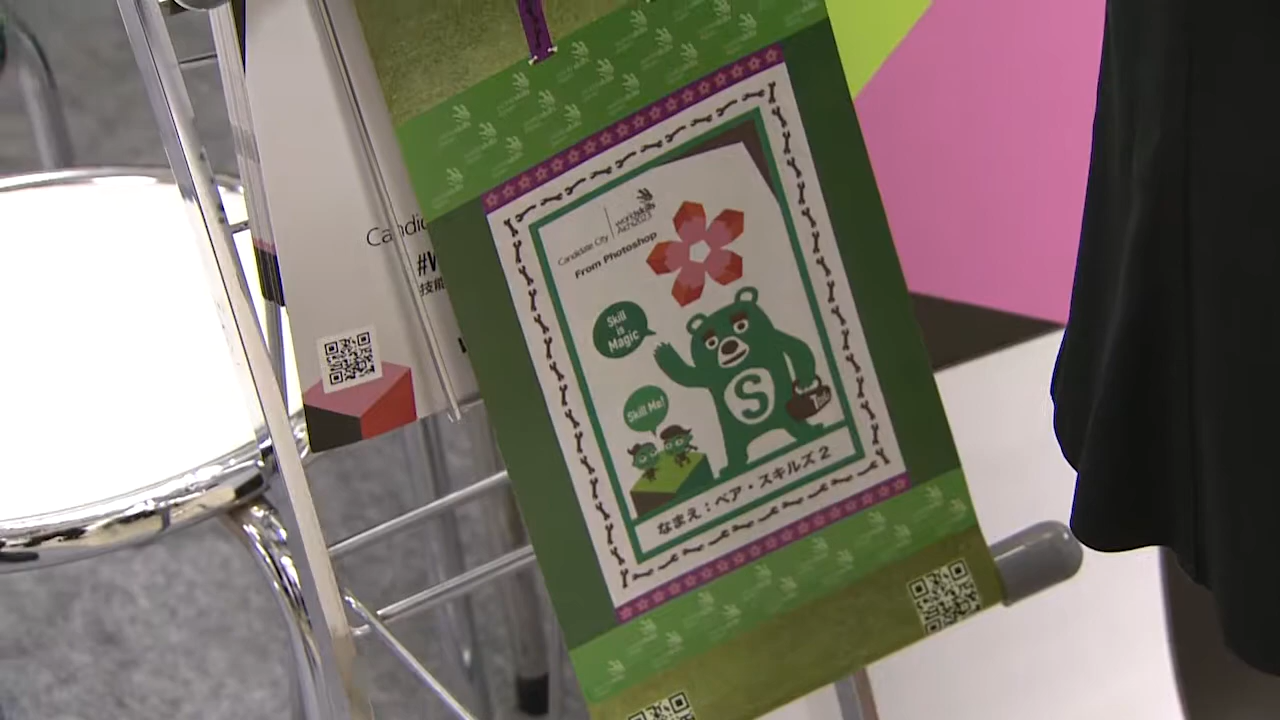 Candidate City
worldskills
Aichi2023
From Photoshop
Skill
is
Magic
Skill Me!
S
なまえ：ベア・スキルズ2
#W
技能